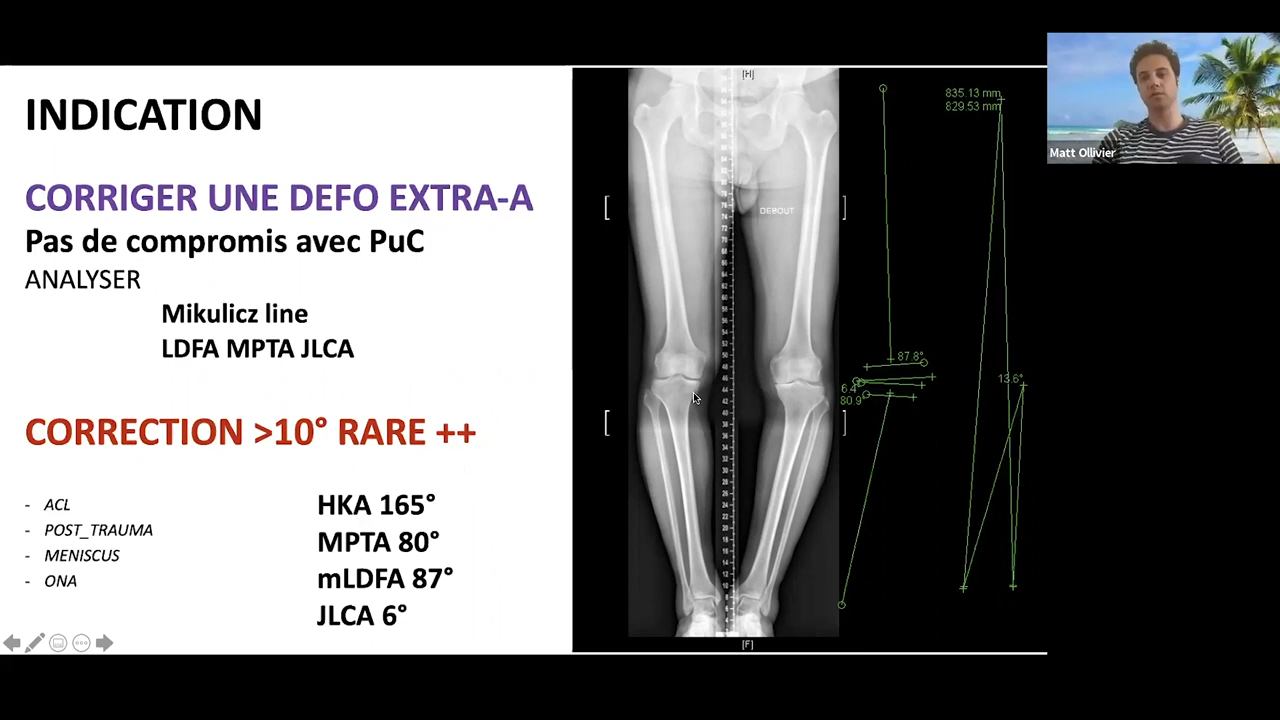 INDICATION
CORRIGER UNE DEFO EXTRA-A
Pas de compromis avec PuC
ANALYSER
Mikulicz line
LDFA MPTA JLCA
CORRECTION >10° RARE ++
- ACL
- POST_TRAUMA
- MENISCUS
- ONA
HKA 165°
MPTA 80°
mLDFA 87°
JLCA 6°
[H]
DEBOUT
[F]
835.13 mm
829.53 mm
87.8°
6.4
80.9°
13.6°
Matt Ollivier